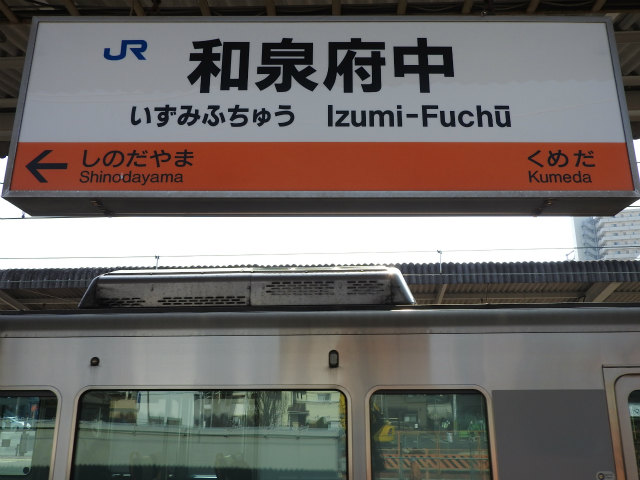 JR 和泉府中
いずみふちゅう Izumi-Fuchū
← しのだやま くめだ
Shinodayama Kumeda